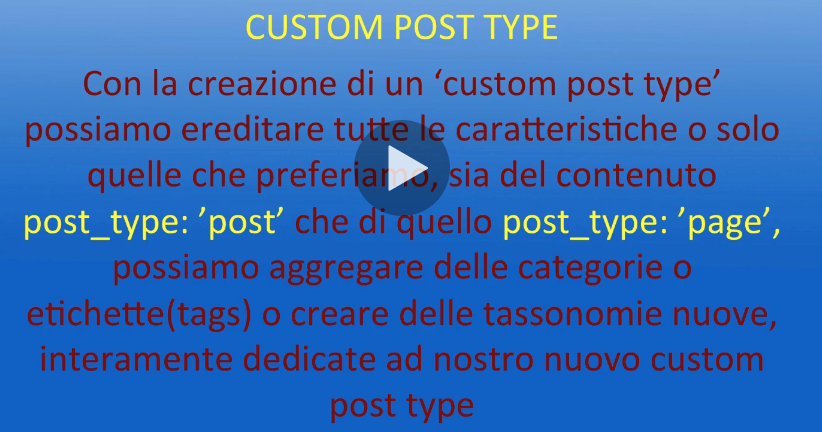 CUSTOM POST TYPE
Con la creazione di un ‘custom post type’
possiamo ereditare tutte le caratteristiche o solo
quelle che preferiamo, sia del contenuto
post_type: ’post’ che di quello post_type: ’page’,
possiamo aggregare delle categorie o
etichette(tags) o creare delle tassonomie nuove,
interamente dedicate ad nostro nuovo custom
post type